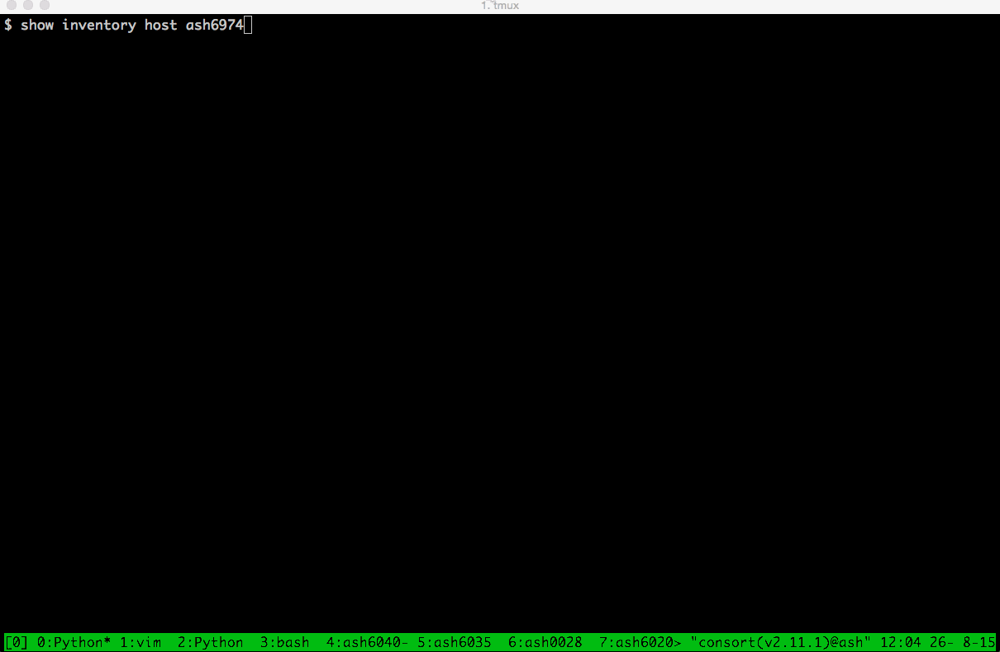 1. tmux
$ show inventory host ash6974
[0] 0:Python* 1:vim  2:Python  3:bash  4:ash6040- 5:ash6035  6:ash0028  7:ash6020> "consort(v2.11.1)@ash" 12:04 26- 8-15